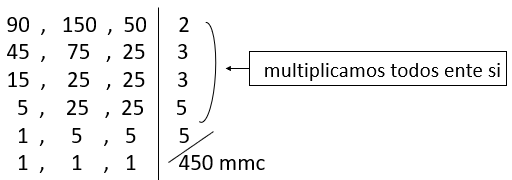 90 , 150 , 50 | 2
45 , 75 , 25 | 3
15 , 25 , 25 | 3
5 , 25 , 25 | 5
1 , 5 , 5 | 5
1 , 1 , 1 | 450 mmc
multiplicamos todos ente si